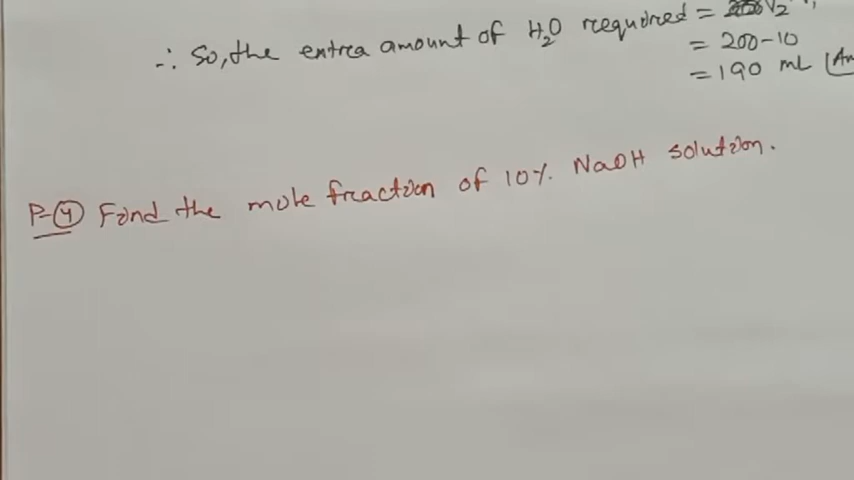 ∴ So, the extra amount of H₂O required = V₂
= 200-10
= 190 mL (An
P-④ Find the mole fraction of 10% NaOH solution.